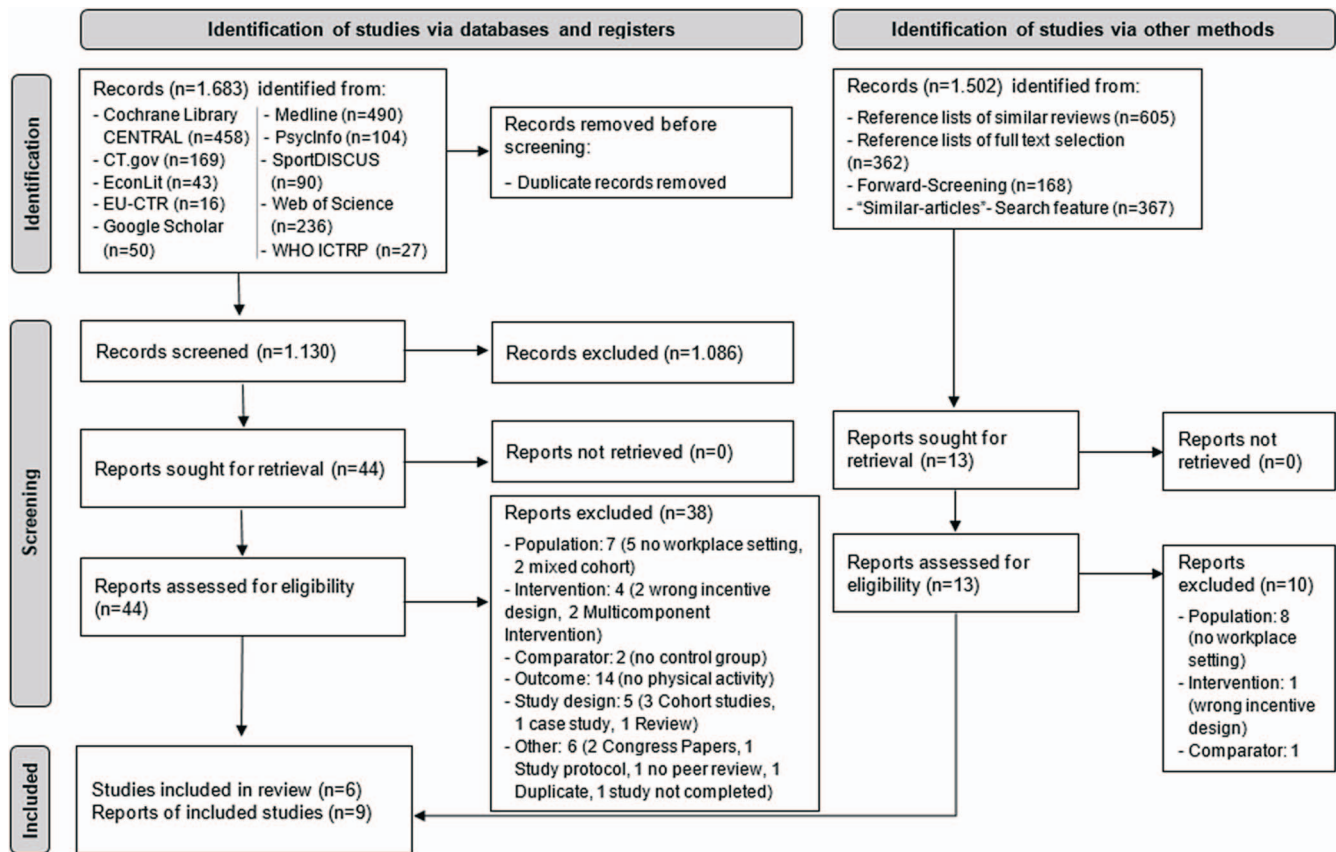 Identification of studies via databases and registers
Identification of studies via other methods
Identification
Records (n=1.683) identified from:
- Cochrane Library
CENTRAL (n=458)
- CT.gov (n=169)
- EconLit (n=43)
- EU-CTR (n=16)
- Google Scholar
(n=50)
- Medline (n=490)
- PsycInfo (n=104)
- SportDISCUS
(n=90)
- Web of Science
(n=236)
- WHO ICTRP (n=27)
Records removed before
screening:
- Duplicate records removed
Records (n=1.502) identified from:
- Reference lists of similar reviews (n=605)
- Reference lists of full text selection
(n=362)
- Forward-Screening (n=168)
- “Similar-articles”- Search feature (n=367)
Screening
Records screened (n=1.130)
Records excluded (n=1.086)
Reports sought for retrieval (n=44)
Reports not retrieved (n=0)
Reports sought for
retrieval (n=13)
Reports not
retrieved (n=0)
Reports assessed for eligibility
(n=44)
Reports excluded (n=38)
- Population: 7 (5 no workplace setting,
2 mixed cohort)
- Intervention: 4 (2 wrong incentive
design, 2 Multicomponent
Intervention)
- Comparator: 2 (no control group)
- Outcome: 14 (no physical activity)
- Study design: 5 (3 Cohort studies,
1 case study, 1 Review)
- Other: 6 (2 Congress Papers, 1
Study protocol, 1 no peer review, 1
Duplicate, 1 study not completed)
Reports assessed for
eligibility (n=13)
Reports
excluded (n=10)
- Population: 8
(no workplace
setting)
- Intervention: 1
(wrong incentive
design)
- Comparator: 1
Included
Studies included in review (n=6)
Reports of included studies (n=9)